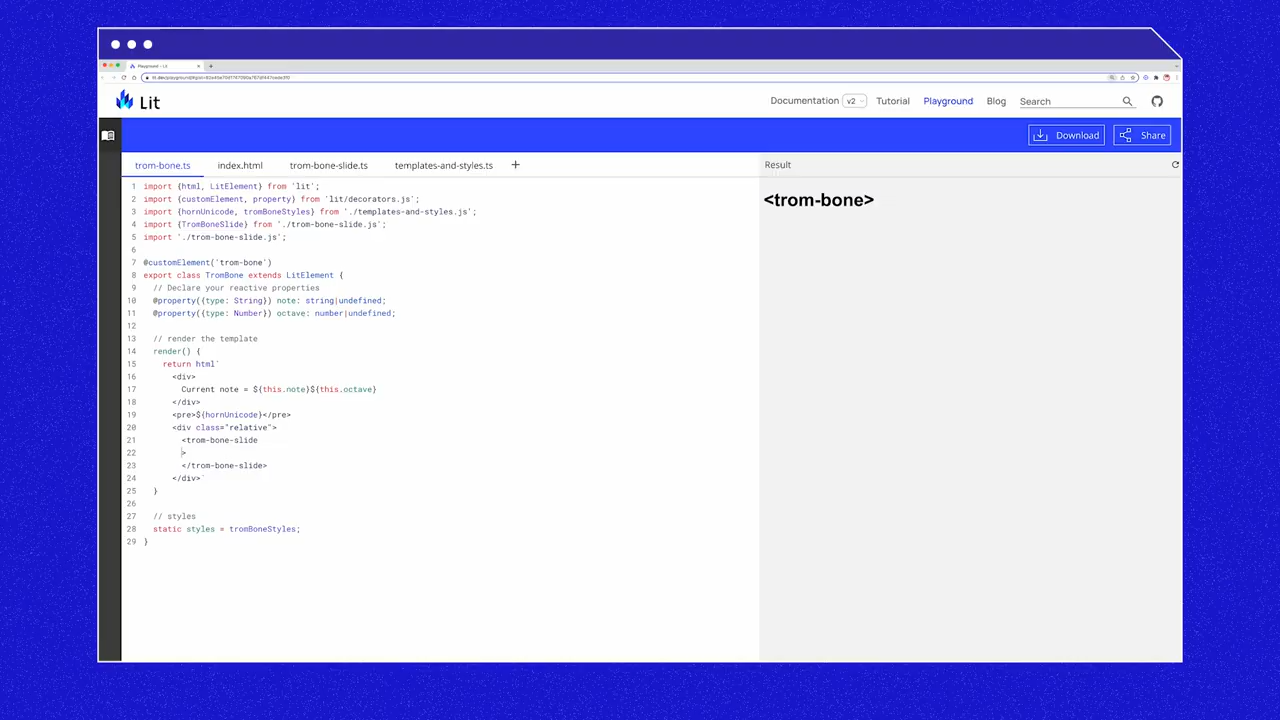 Playground – Lit
Lit
Documentation v2 Tutorial Playground Blog Search
Download Share
trom-bone.ts index.html trom-bone-slide.ts templates-and-styles.ts +
Result
<trom-bone>
1 import {html, LitElement} from 'lit';
2 import {customElement, property} from 'lit/decorators.js';
3 import {hornUnicode, tromBoneStyles} from './templates-and-styles.js';
4 import {TromBoneSlide} from './trom-bone-slide.js';
5 import './trom-bone-slide.js';
6
7 @customElement('trom-bone')
8 export class TromBone extends LitElement {
9 // Declare your reactive properties
10 @property({type: String}) note: string|undefined;
11 @property({type: Number}) octave: number|undefined;
12
13 // render the template
14 render() {
15 return html`
16 <div>
17 Current note = ${this.note}${this.octave}
18 </div>
19 <pre>${hornUnicode}</pre>
20 <div class="relative">
21 <trom-bone-slide
22 >
23 </trom-bone-slide>
24 </div>`
25 }
26
27 // styles
28 static styles = tromBoneStyles;
29 }